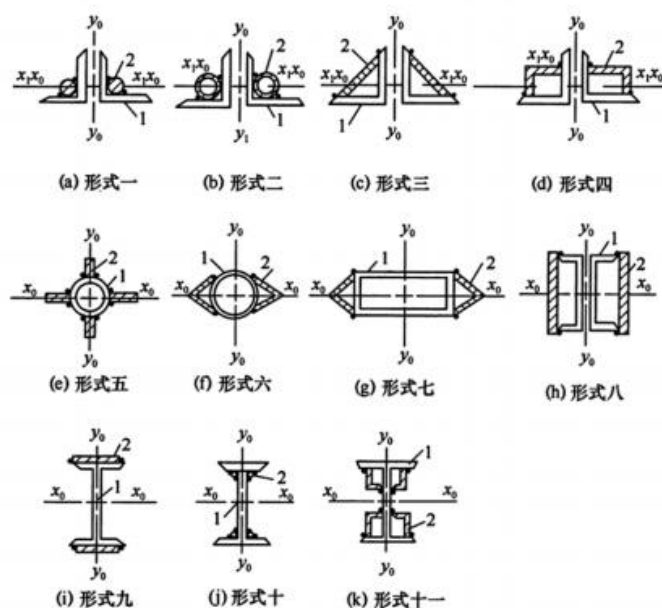 y₀ y₀ y₀ y₀
2 2 2 2
x₁x₀ x₁x₀ x₁x₀ x₁x₀ x₁x₀ x₁x₀ x₁x₀ x₁x₀
1 1 1 1
y₀ y₁ y₀ y₀
(a) 形式一 (b) 形式二 (c) 形式三 (d) 形式四
y₀ y₀ y₀ y₀
2 1 2 1 2 1
1 2
x₀ x₀ x₀ x₀ x₀ x₀ x₀ x₀
y₀ y₀ y₀ y₀
(e) 形式五 (f) 形式六 (g) 形式七 (h) 形式八
y₀ y₀ y₀
2 2 1
x₀ 1 x₀ x₀ 1 x₀ x₀ x₀
2
y₀ y₀ y₀
(i) 形式九 (j) 形式十 (k) 形式十一